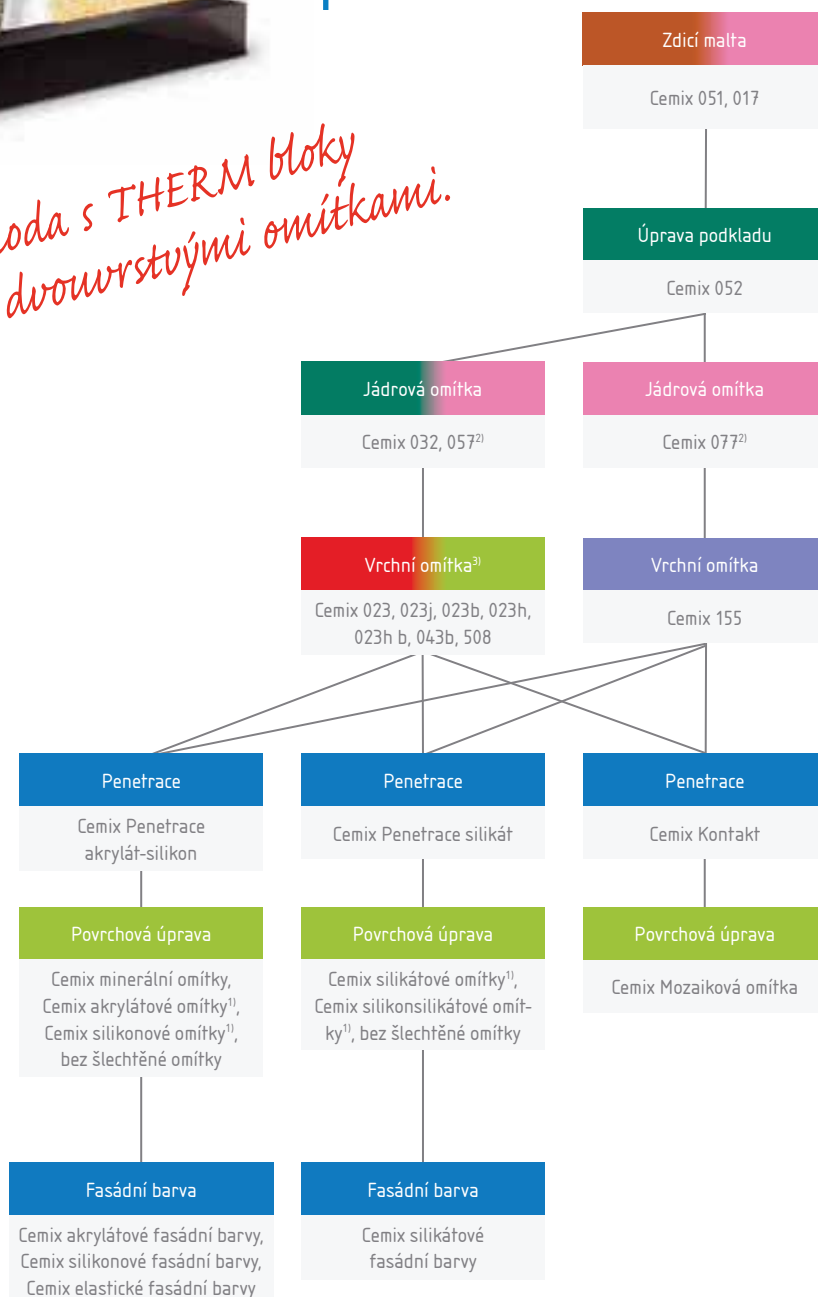 Zdicí malta
Cemix 051, 017
s THERM bloky
dvouvrstvými omítkami.
Úprava podkladu
Cemix 052
Jádrová omítka
Cemix 032, 057²⁾
Jádrová omítka
Cemix 077²⁾
Vrchní omítka³⁾
Cemix 023, 023j, 023b, 023h,
023h b, 043b, 508
Vrchní omítka
Cemix 155
Penetrace
Cemix Penetrace
akrylát-silikon
Penetrace
Cemix Penetrace silikát
Penetrace
Cemix Kontakt
Povrchová úprava
Cemix minerální omítky,
Cemix akrylátové omítky¹⁾,
Cemix silikonové omítky¹⁾,
bez šlechtěné omítky
Povrchová úprava
Cemix silikátové omítky¹⁾,
Cemix silikonsilikátové omít-
ky¹⁾, bez šlechtěné omítky
Povrchová úprava
Cemix Mozaiková omítka
Fasádní barva
Cemix akrylátové fasádní barvy,
Cemix silikonové fasádní barvy,
Cemix elastické fasádní barvy
Fasádní barva
Cemix silikátové
fasádní barvy